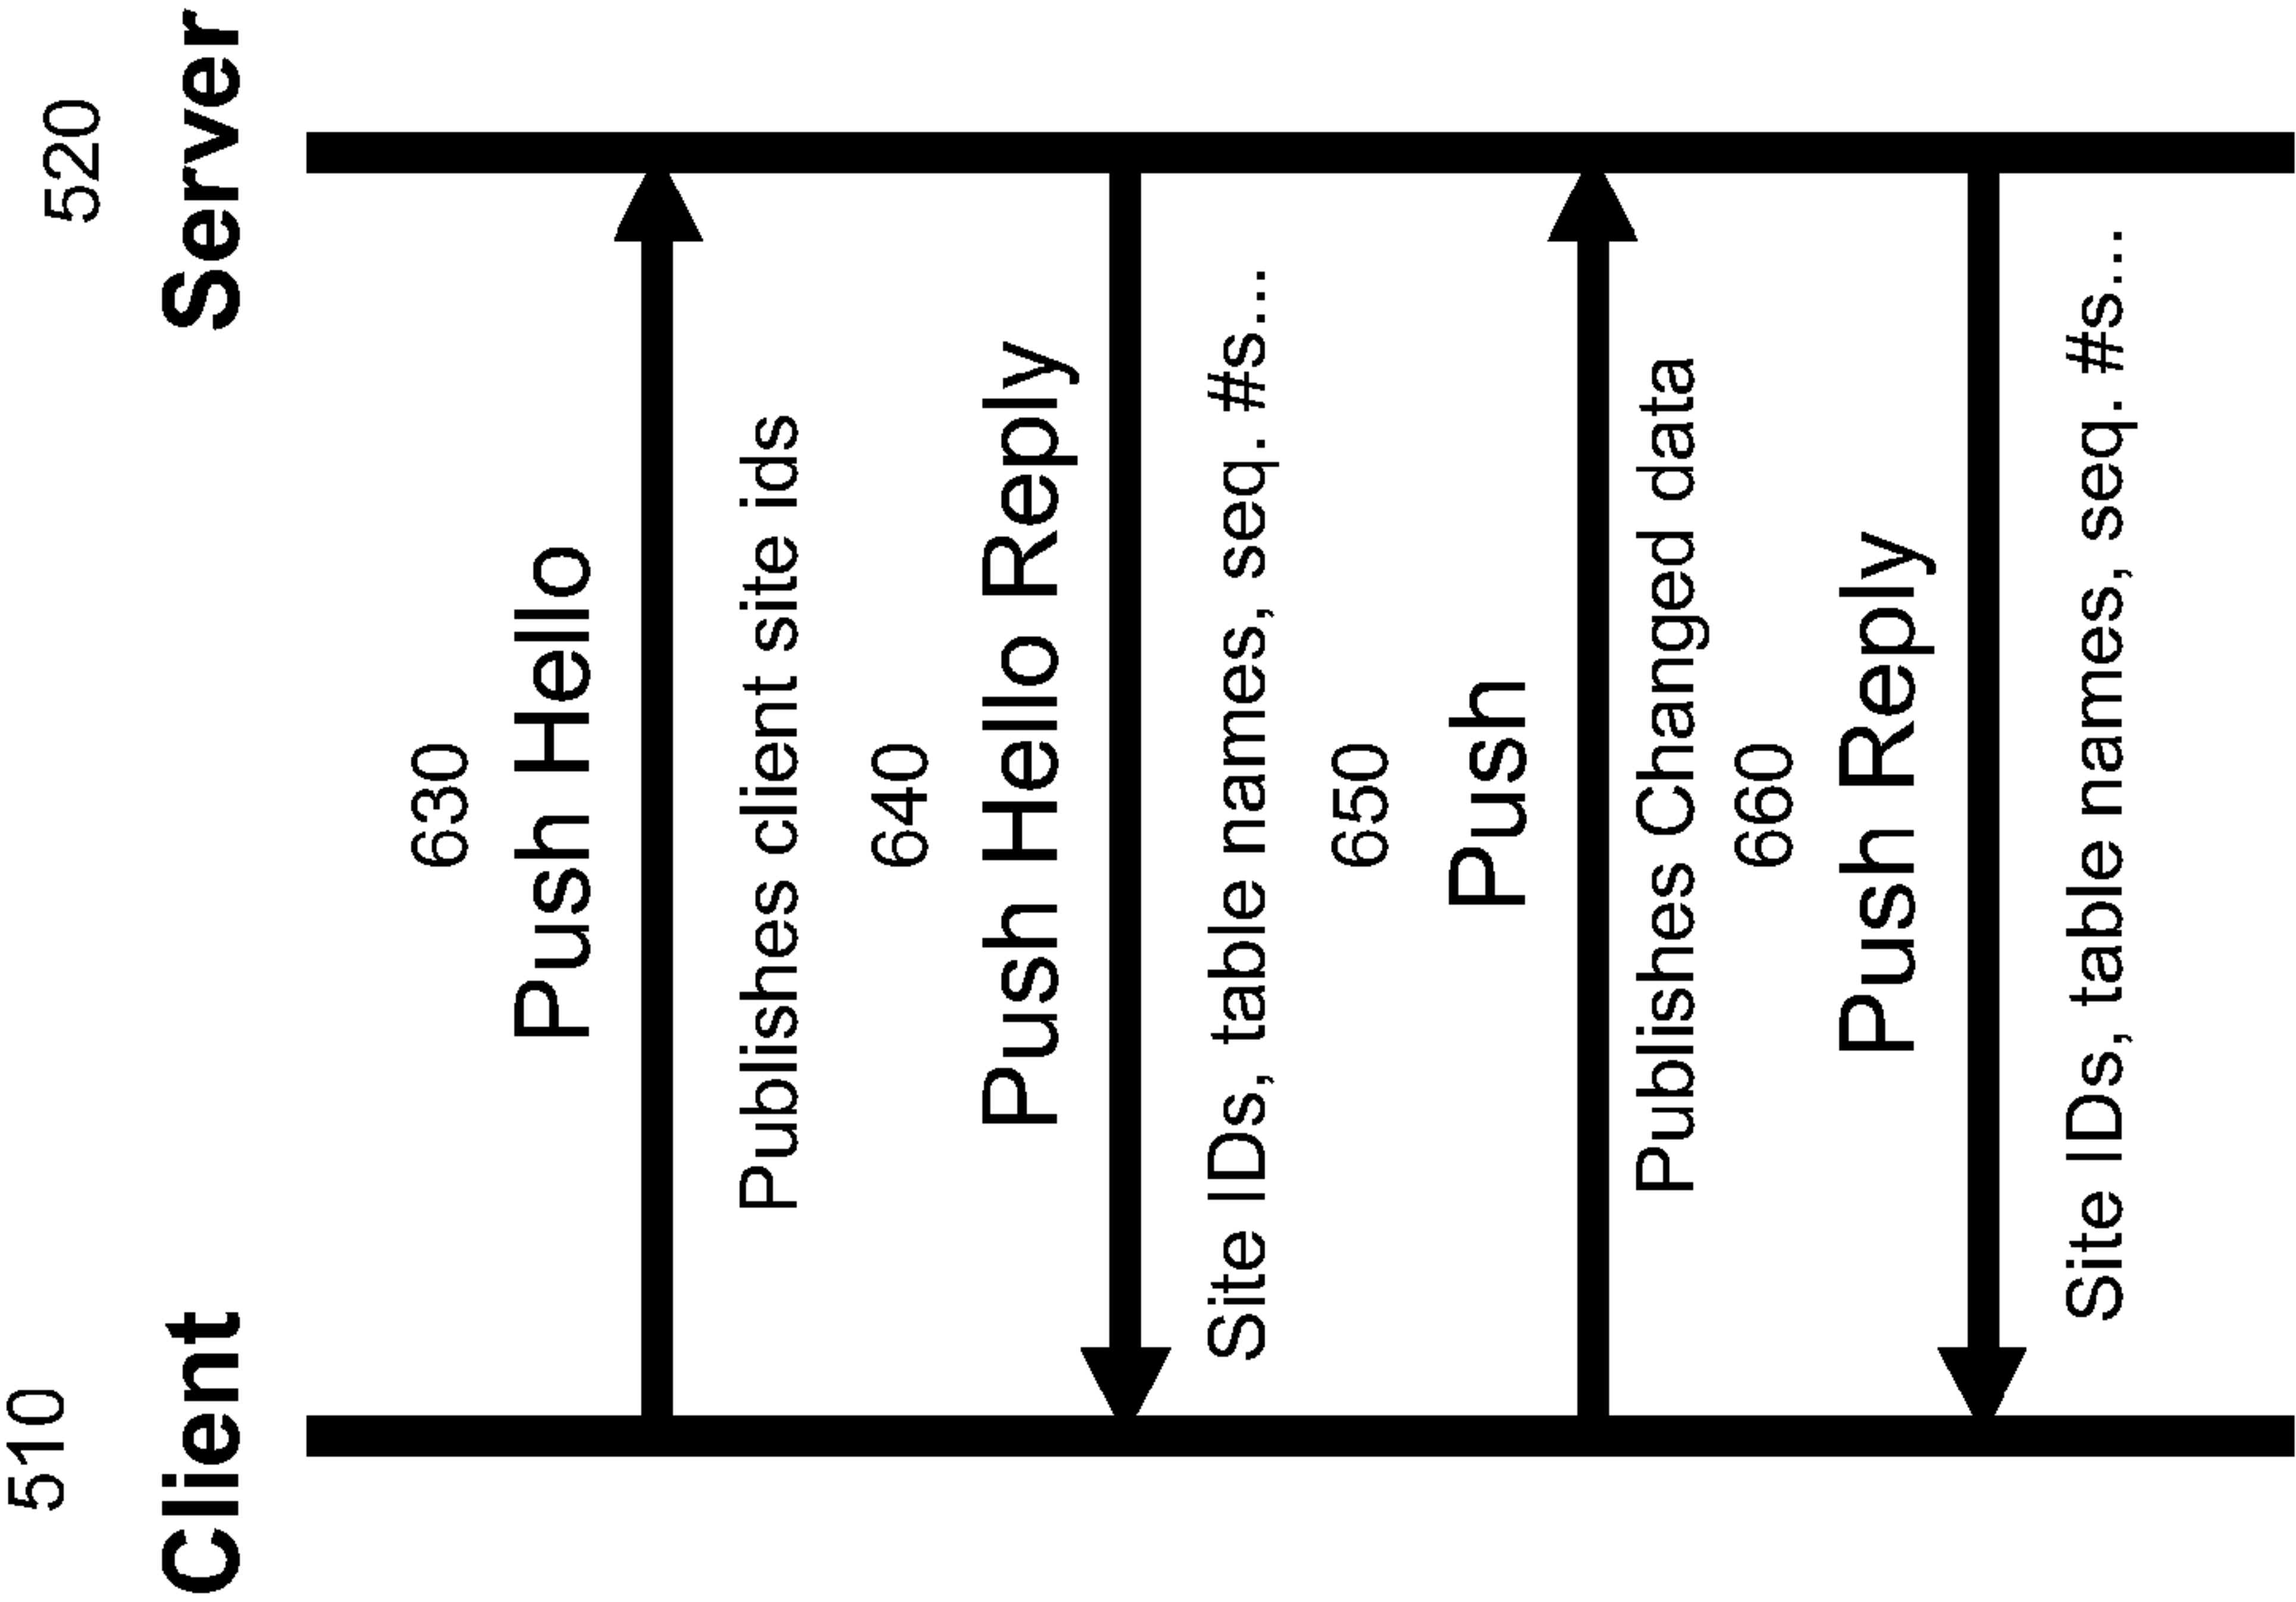 510
520
Client
Server
630
Push Hello
Publishes client site ids
640
Push Hello Reply
Site IDs, table names, seq. #s...
650
Push
Publishes Changed data
660
Push Reply
Site IDs, table names, seq. #s...